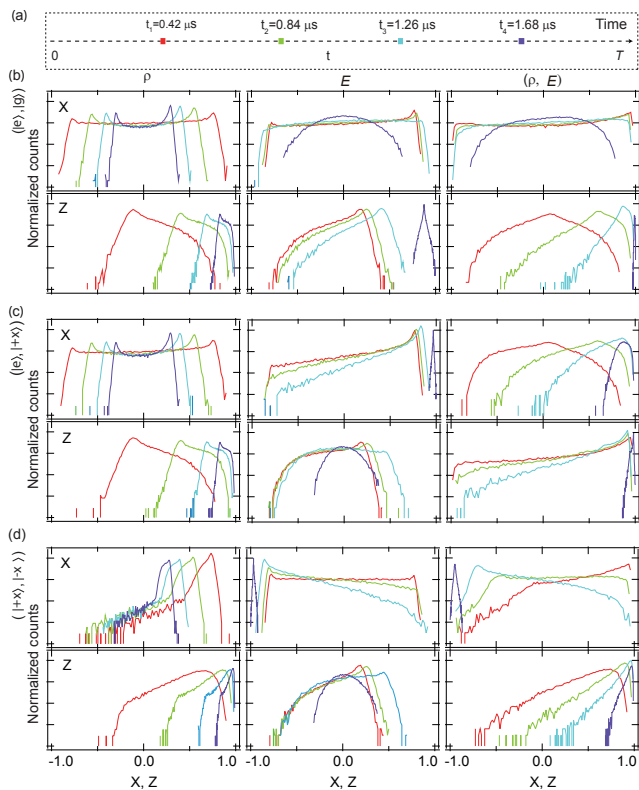 (a)
t₁=0.42 μs t₂=0.84 μs t₃=1.26 μs t₄=1.68 μs Time
0 t T
(b) ρ E (ρ, E)
(|e⟩,|g⟩)
X
Z
Normalized counts
(c)
(|e⟩,|+x⟩)
X
Z
Normalized counts
(d)
(|+x⟩,|-x⟩)
X
Z
Normalized counts
-1.0 0.0 1.0 -1.0 0.0 1.0 -1.0 0.0 1.0
X, Z X, Z X, Z